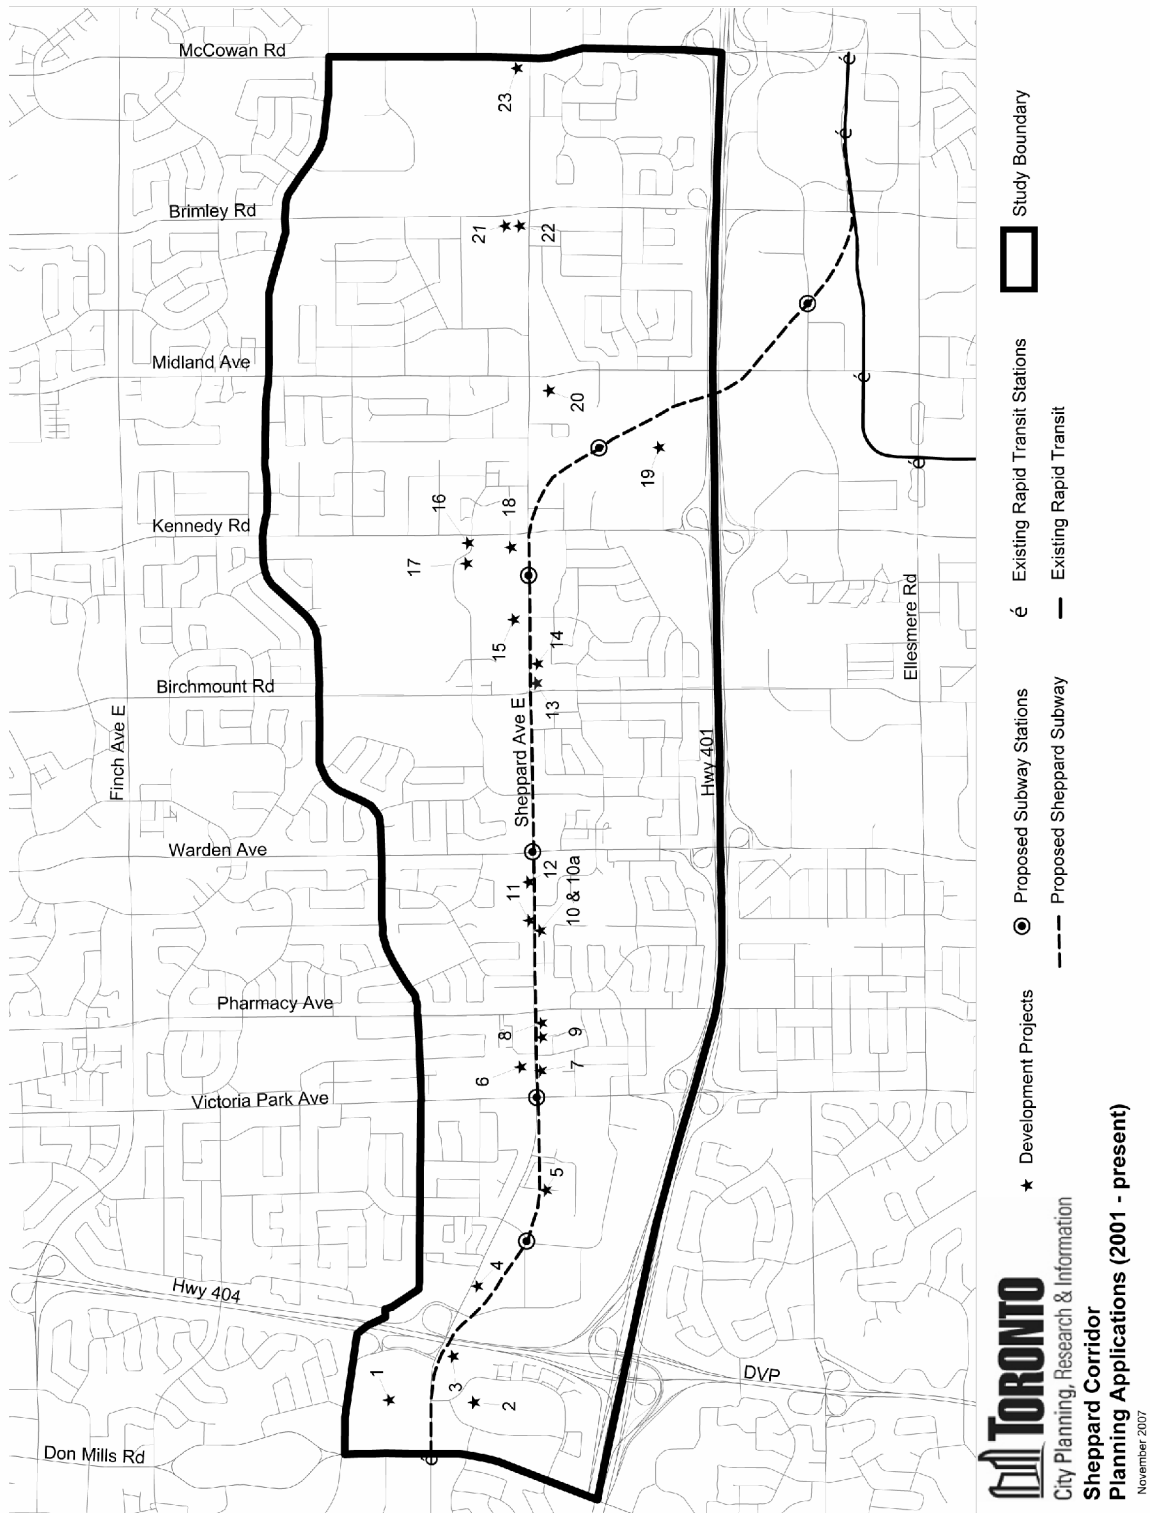 McCowan Rd
23
Brimley Rd
21
22
Midland Ave
20
19
Kennedy Rd
16
18
17
15
14
13
Birchmount Rd
Finch Ave E
Sheppard Ave E
Hwy 401
Ellesmere Rd
Warden Ave
11
12
10 & 10a
Pharmacy Ave
8
9
6
7
Victoria Park Ave
5
4
Hwy 404
1
3
2
DVP
Don Mills Rd
é
é
é
é
é
Development Projects
Proposed Subway Stations
é Existing Rapid Transit Stations
Study Boundary
Proposed Sheppard Subway
Existing Rapid Transit
TORONTO
City Planning, Research & Information
Sheppard Corridor
Planning Applications (2001 - present)
November 2007